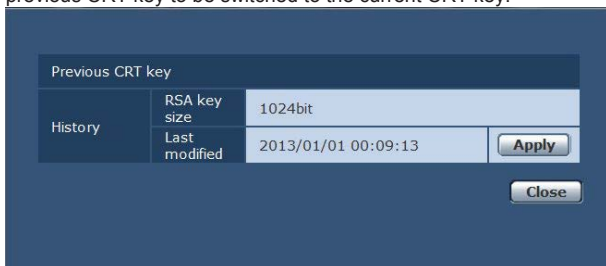 previous CRT key to be switched to the current CRT key.
Previous CRT key
History
RSA key size
1024bit
Last modified
2013/01/01 00:09:13
Apply
Close